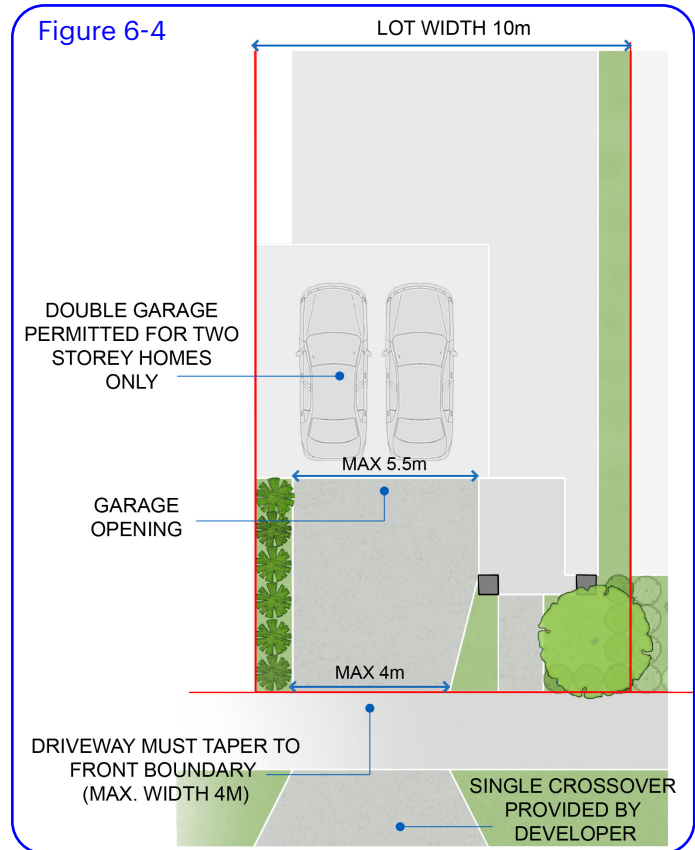 Figure 6-4
LOT WIDTH 10m
DOUBLE GARAGE
PERMITTED FOR TWO
STOREY HOMES
ONLY
MAX 5.5m
GARAGE
OPENING
MAX 4m
DRIVEWAY MUST TAPER TO
FRONT BOUNDARY
(MAX. WIDTH 4M)
SINGLE CROSSOVER
PROVIDED BY
DEVELOPER